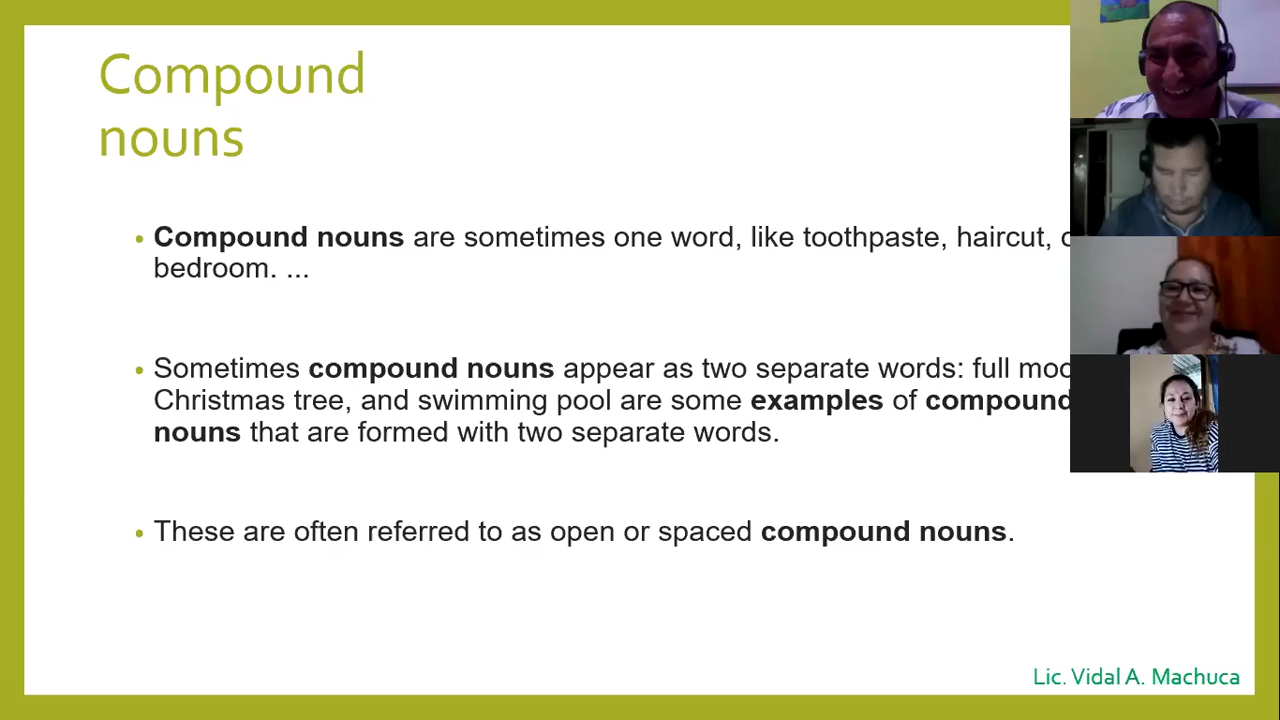 Compound
nouns
• Compound nouns are sometimes one word, like toothpaste, haircut,
bedroom. ...
• Sometimes compound nouns appear as two separate words: full
Christmas tree, and swimming pool are some examples of compound
nouns that are formed with two separate words.
• These are often referred to as open or spaced compound nouns.
Lic. Vidal A. Machuca